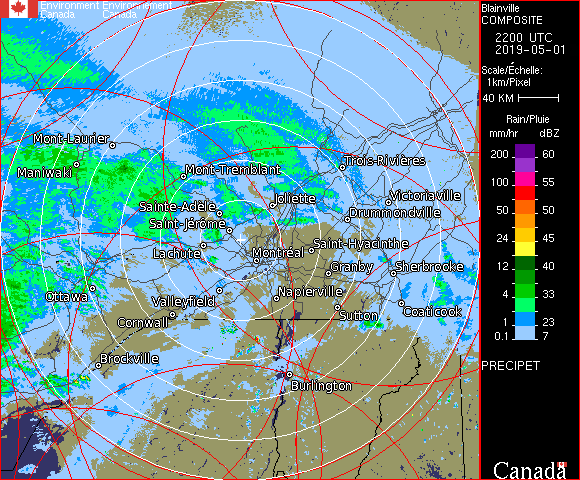 Environment Environnement
Canada Canada
Mont-Laurier
Maniwaki
Mont-Tremblant
Trois-Rivières
Sainte-Adèle
Joliette
Victoriaville
Saint-Jérôme
Drummondville
Lachute
Montréal
Saint-Hyacinthe
Granby
Sherbrooke
Ottawa
Valleyfield
Napierville
Cornwall
Sutton
Coaticook
Brockville
Burlington
Blainville
COMPOSITE
2200 UTC
2019-05-01
Scale/Échelle:
1km/Pixel
40 KM
Rain/Pluie
mm/hr dBZ
200 60
100 55
50 50
24 45
12 40
4 33
1 23
0.1 7
PRECIPET
Canada